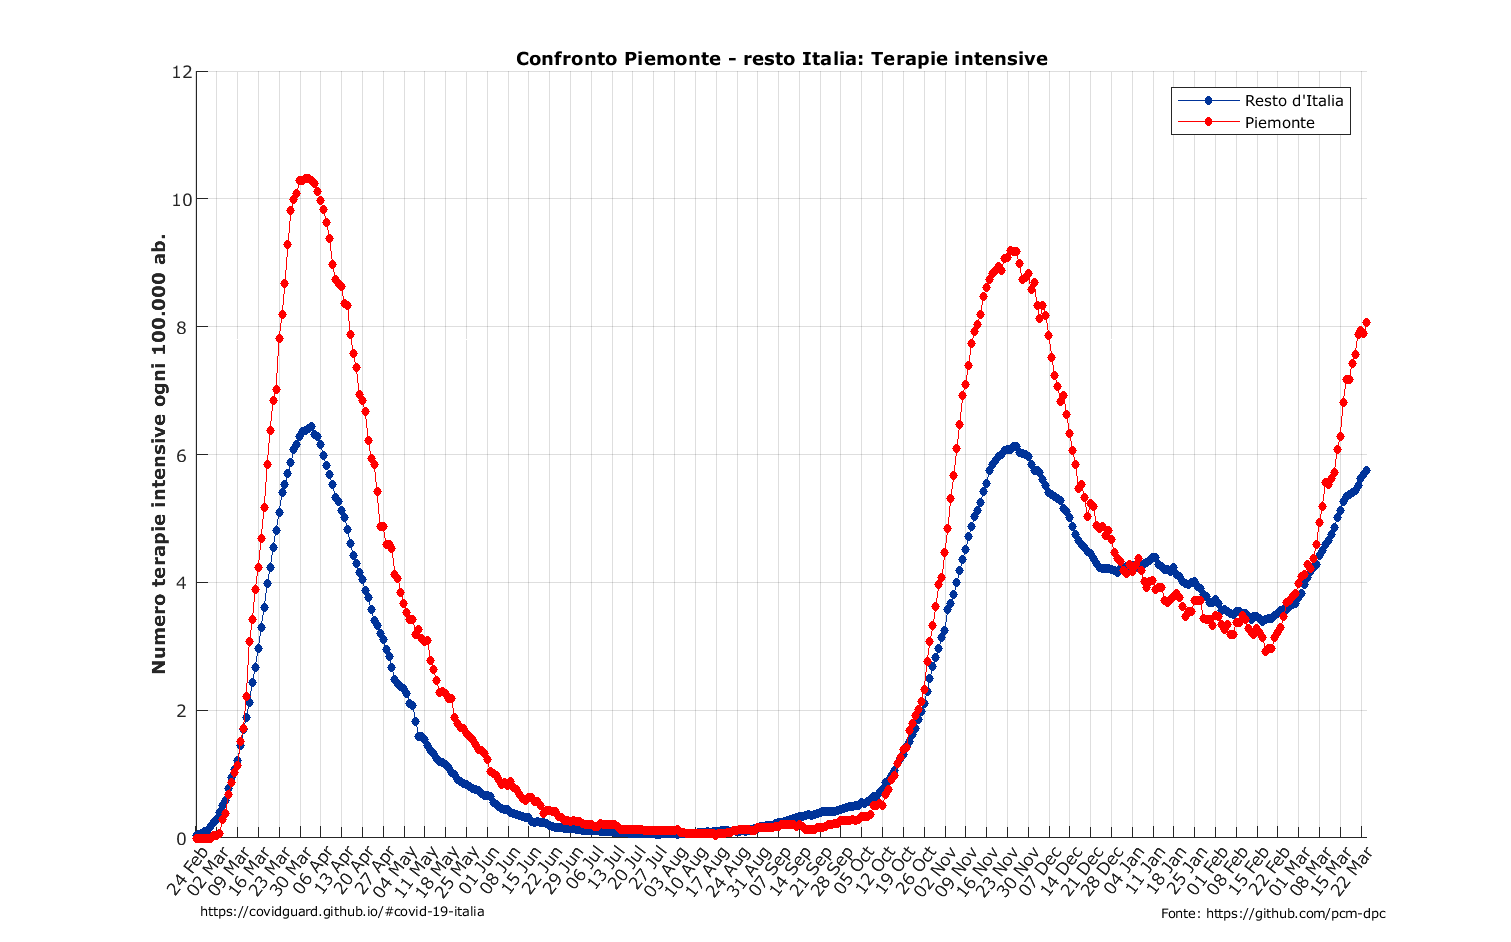 Confronto Piemonte - resto Italia: Terapie intensive
Resto d'Italia
Piemonte
Numero terapie intensive ogni 100.000 ab.
12
10
8
6
4
2
0
24 Feb
02 Mar
09 Mar
16 Mar
23 Mar
30 Mar
06 Apr
13 Apr
20 Apr
27 Apr
04 May
11 May
18 May
25 May
01 Jun
08 Jun
15 Jun
22 Jun
29 Jun
06 Jul
13 Jul
20 Jul
27 Jul
03 Aug
10 Aug
17 Aug
24 Aug
31 Aug
07 Sep
14 Sep
21 Sep
28 Sep
05 Oct
12 Oct
19 Oct
26 Oct
02 Nov
09 Nov
16 Nov
23 Nov
30 Nov
07 Dec
14 Dec
21 Dec
28 Dec
04 Jan
11 Jan
18 Jan
25 Jan
01 Feb
08 Feb
15 Feb
22 Feb
01 Mar
08 Mar
15 Mar
22 Mar
https://covidguard.github.io/#covid-19-italia
Fonte: https://github.com/pcm-dpc